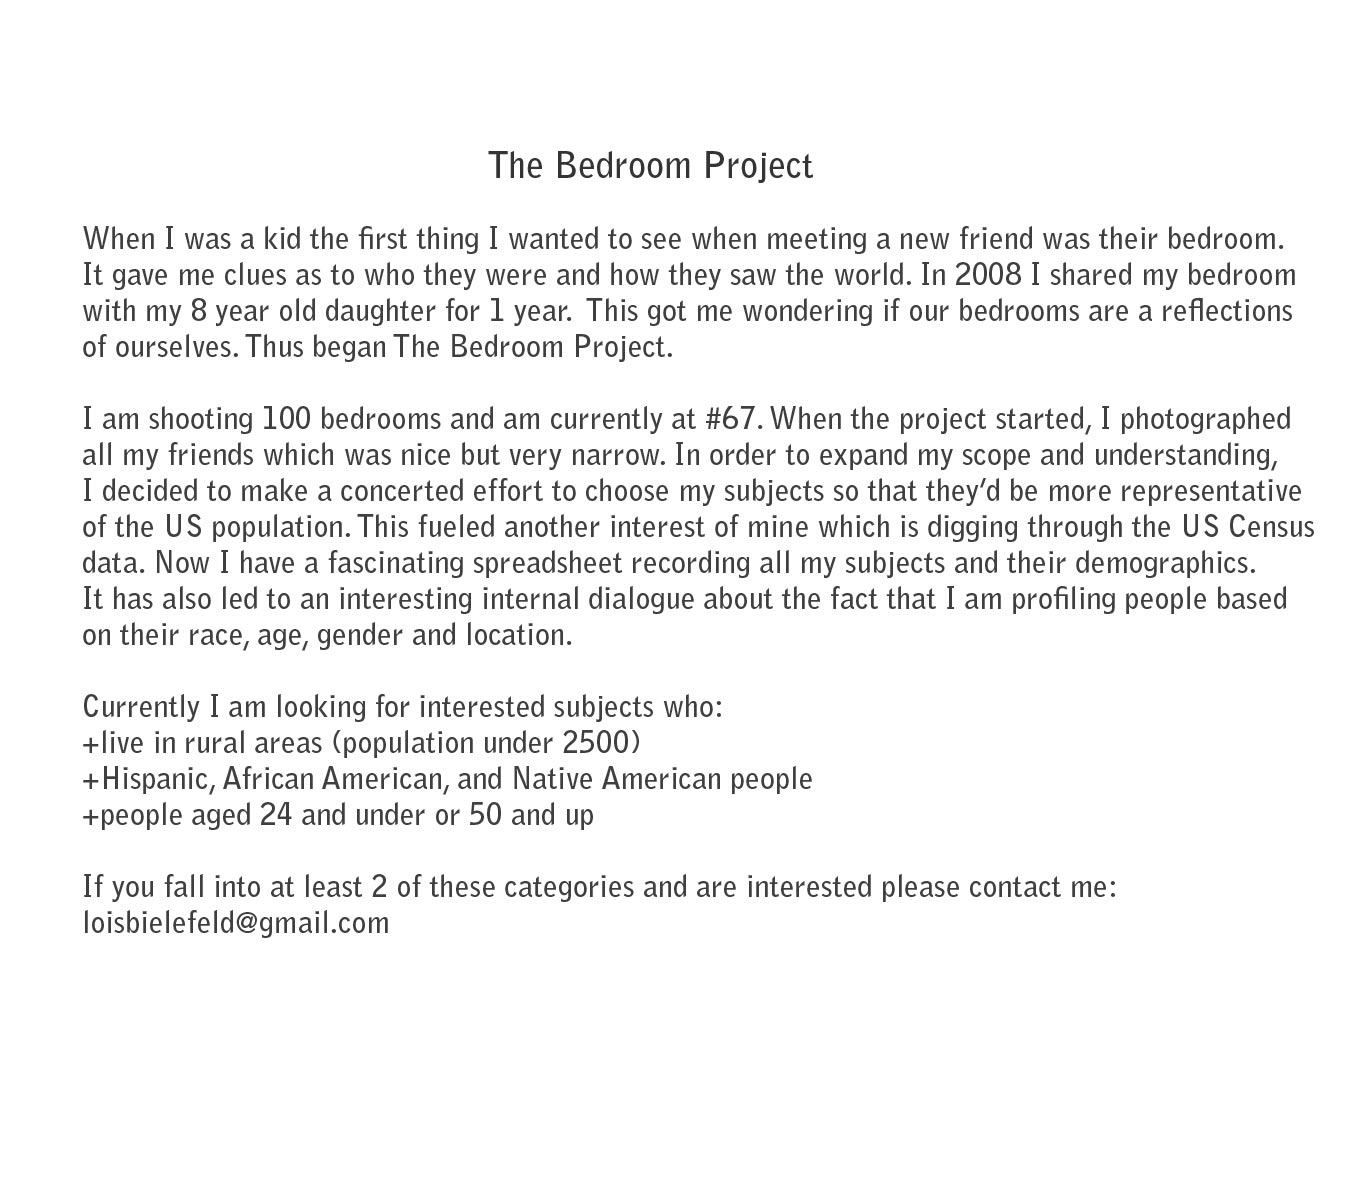 The Bedroom Project
When I was a kid the first thing I wanted to see when meeting a new friend was their bedroom.
It gave me clues as to who they were and how they saw the world. In 2008 I shared my bedroom
with my 8 year old daughter for 1 year.  This got me wondering if our bedrooms are a reflections
of ourselves. Thus began The Bedroom Project.
I am shooting 100 bedrooms and am currently at #67. When the project started, I photographed
all my friends which was nice but very narrow. In order to expand my scope and understanding,
I decided to make a concerted effort to choose my subjects so that they’d be more representative
of the US population. This fueled another interest of mine which is digging through the US Census
data. Now I have a fascinating spreadsheet recording all my subjects and their demographics.
It has also led to an interesting internal dialogue about the fact that I am profiling people based
on their race, age, gender and location.
Currently I am looking for interested subjects who:
+live in rural areas (population under 2500)
+Hispanic, African American, and Native American people
+people aged 24 and under or 50 and up
If you fall into at least 2 of these categories and are interested please contact me:
loisbielefeld@gmail.com